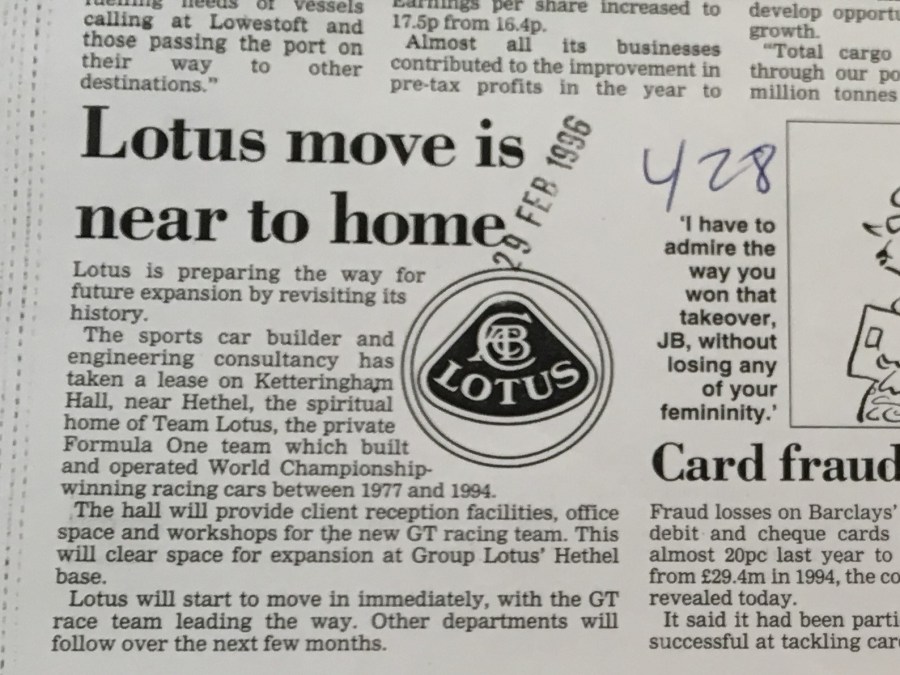 fuelling needs of vessels
calling at Lowestoft and
those passing the port on
their way to other
destinations."
Earnings per share increased to
17.5p from 16.4p.
Almost all its businesses
contributed to the improvement in
pre-tax profits in the year to
develop opportu
growth.
"Total cargo
through our po
million tonnes
Lotus move is
near to home
29 FEB 1996
Lotus is preparing the way for
future expansion by revisiting its
history.
The sports car builder and
engineering consultancy has
taken a lease on Ketteringham
Hall, near Hethel, the spiritual
home of Team Lotus, the private
Formula One team which built
and operated World Championship-
winning racing cars between 1977 and 1994.
The hall will provide client reception facilities, office
space and workshops for the new GT racing team. This
will clear space for expansion at Group Lotus' Hethel
base.
Lotus will start to move in immediately, with the GT
race team leading the way. Other departments will
follow over the next few months.
LOTUS
428
'I have to
admire the
way you
won that
takeover,
JB, without
losing any
of your
femininity.'
Card fraud
Fraud losses on Barclays'
debit and cheque cards
almost 20pc last year to
from £29.4m in 1994, the co
revealed today.
It said it had been parti
successful at tackling car